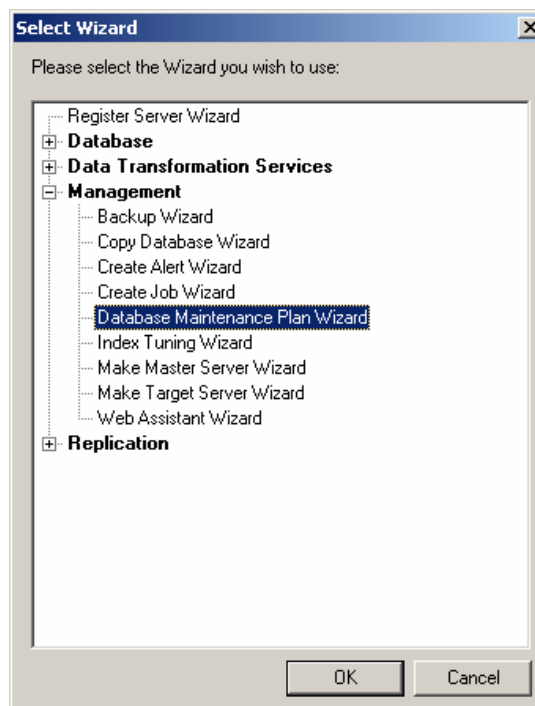 Select Wizard
Please select the Wizard you wish to use:
Register Server Wizard
Database
Data Transformation Services
Management
Backup Wizard
Copy Database Wizard
Create Alert Wizard
Create Job Wizard
Database Maintenance Plan Wizard
Index Tuning Wizard
Make Master Server Wizard
Make Target Server Wizard
Web Assistant Wizard
Replication
OK Cancel